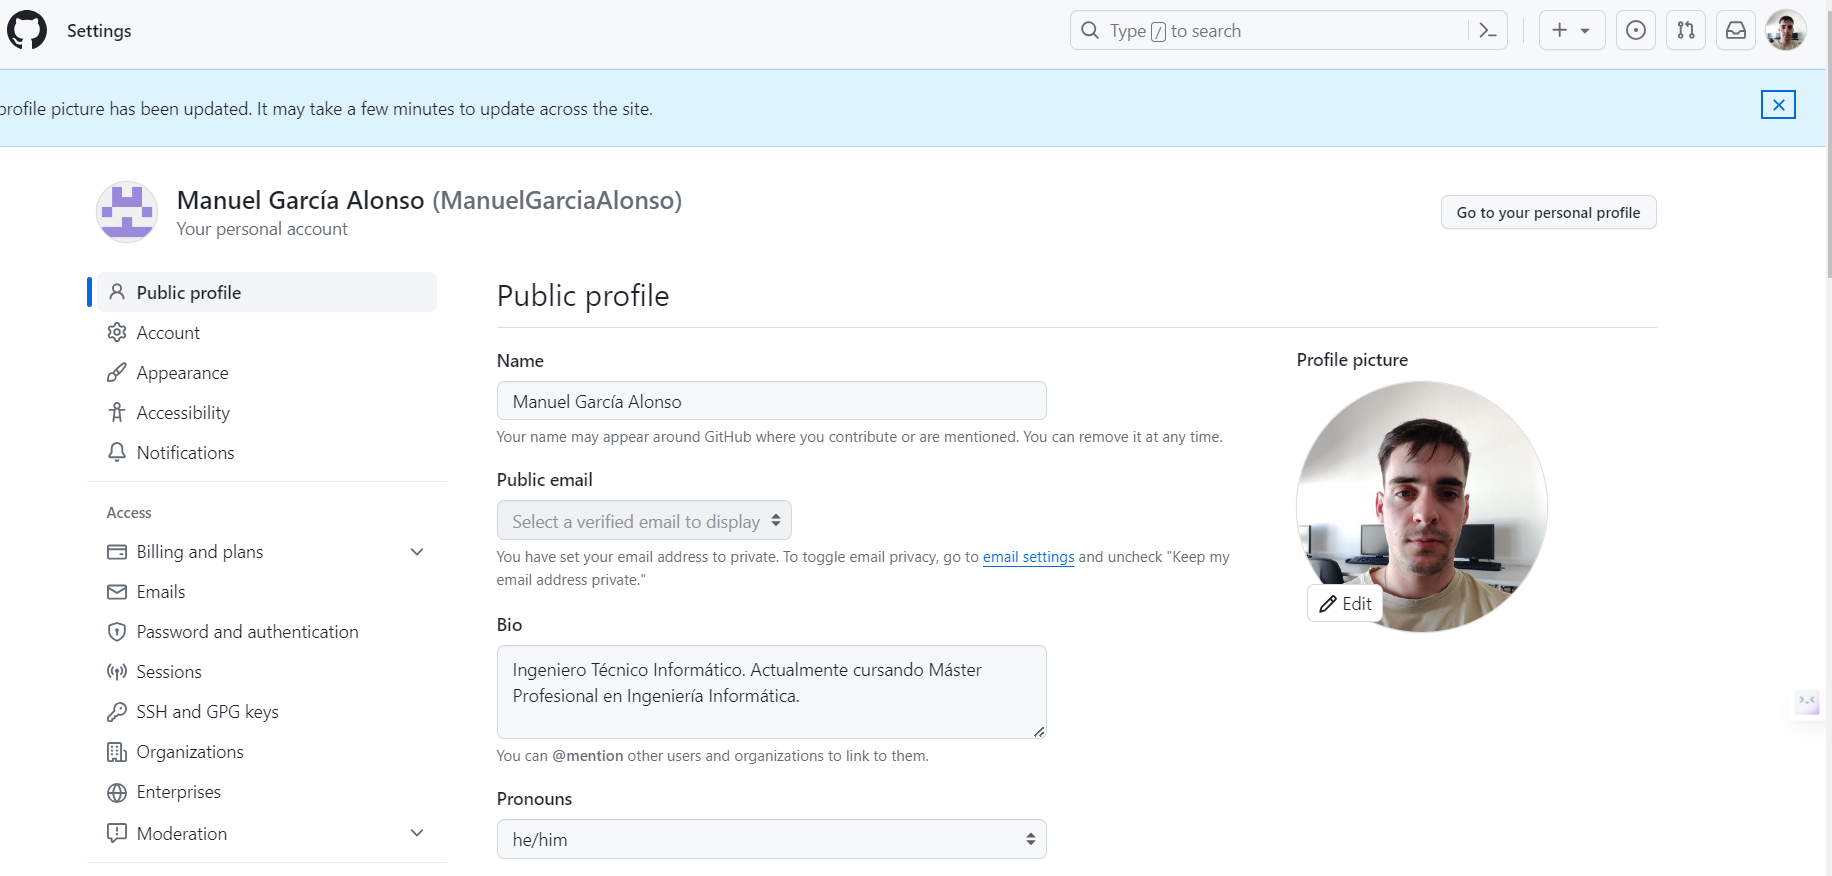 Settings
Type / to search
profile picture has been updated. It may take a few minutes to update across the site.
Manuel García Alonso (ManuelGarciaAlonso)
Your personal account
Go to your personal profile
Public profile
Account
Appearance
Accessibility
Notifications
Access
Billing and plans
Emails
Password and authentication
Sessions
SSH and GPG keys
Organizations
Enterprises
Moderation
Public profile
Name
Manuel García Alonso
Your name may appear around GitHub where you contribute or are mentioned. You can remove it at any time.
Public email
Select a verified email to display
You have set your email address to private. To toggle email privacy, go to email settings and uncheck "Keep my
email address private."
Bio
Ingeniero Técnico Informático. Actualmente cursando Máster
Profesional en Ingeniería Informática.
You can @mention other users and organizations to link to them.
Pronouns
he/him
Profile picture
Edit